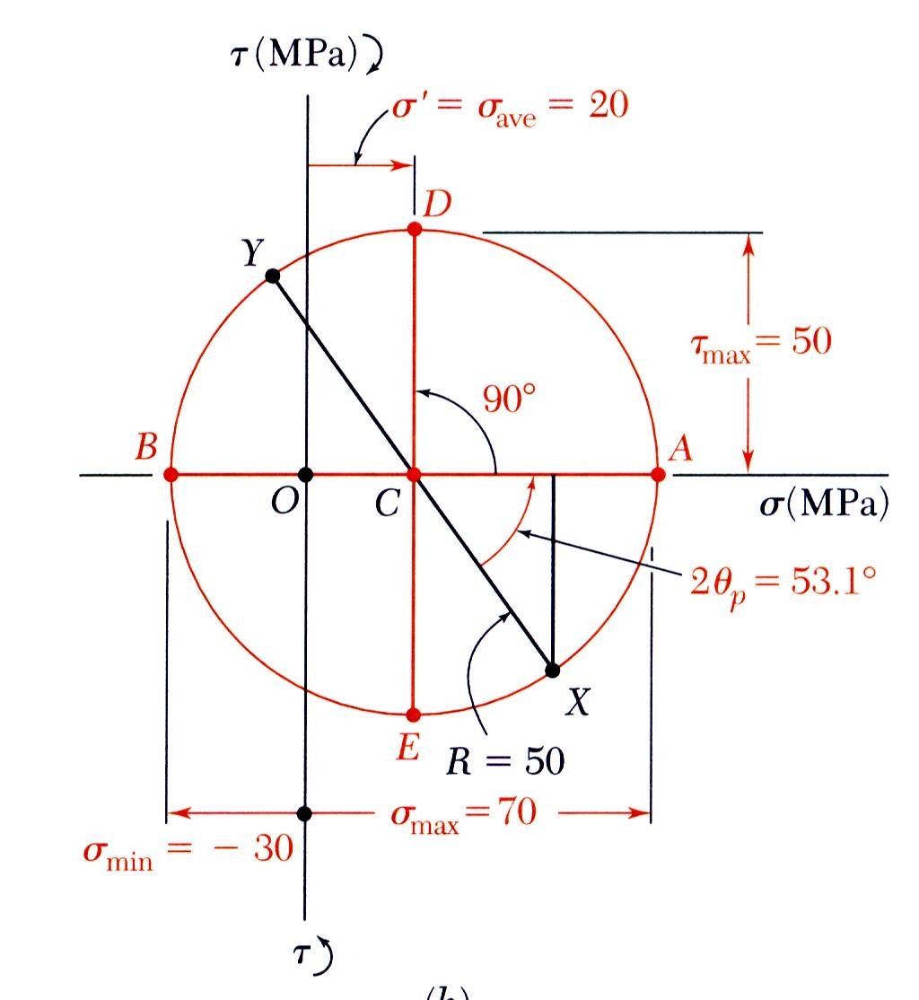 τ(MPa)
σ′ = σave = 20
D
Y
τmax = 50
90°
B
A
O
C
σ(MPa)
2θp = 53.1°
X
E
R = 50
σmax = 70
σmin = − 30
τ